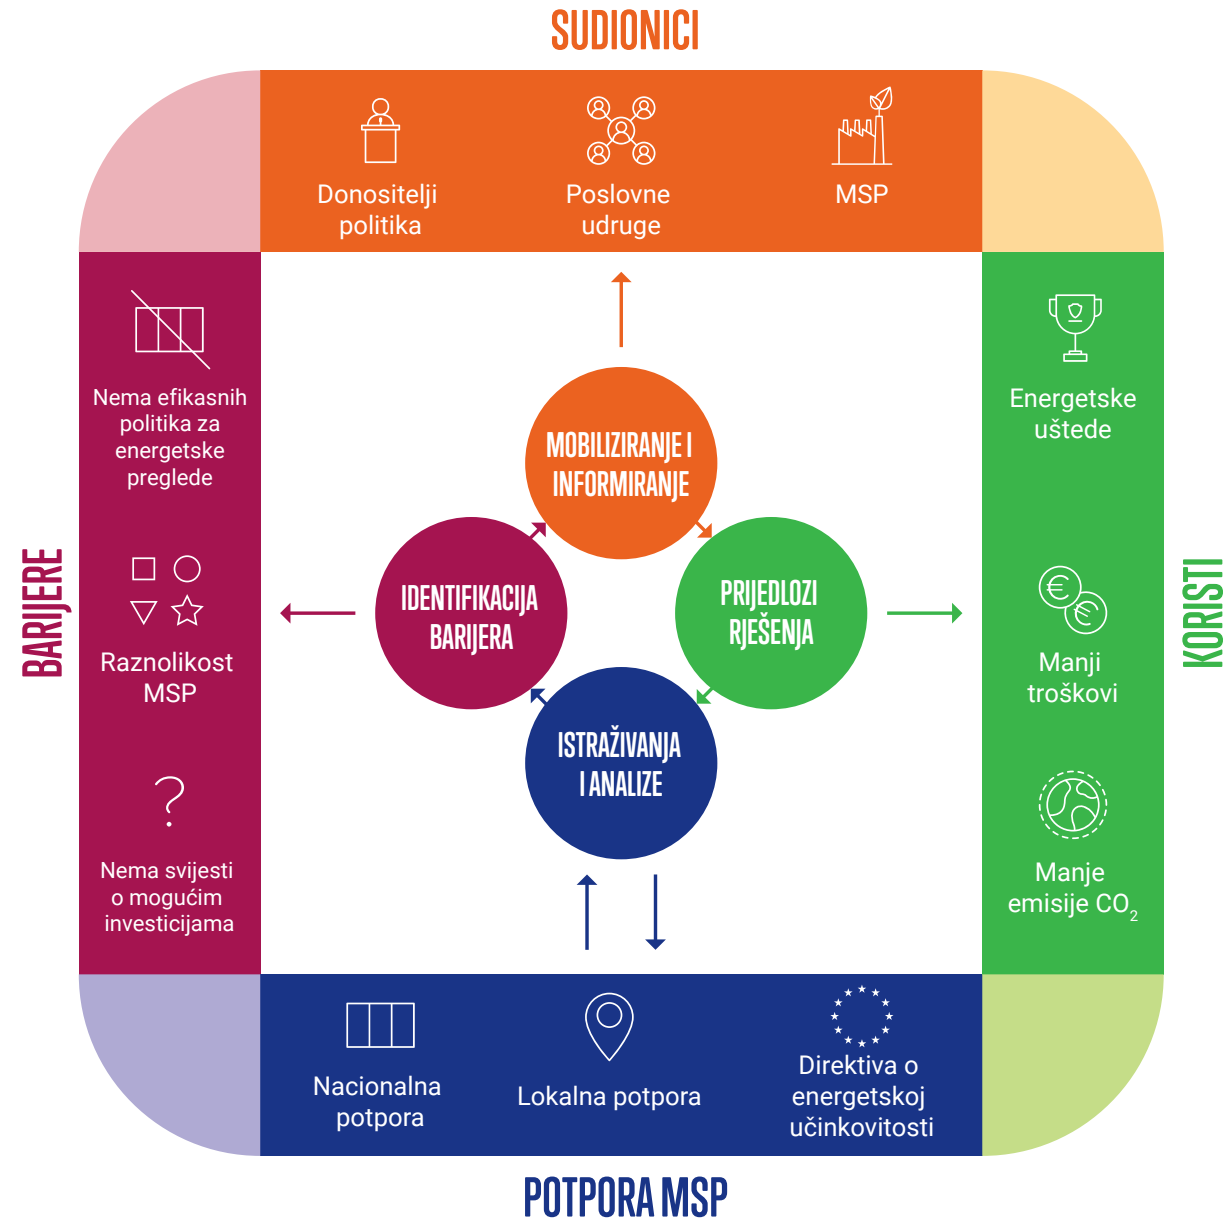 SUDIONICI
Donositelji
politika
Poslovne
udruge
MSP
BARIJERE
Nema efikasnih
politika za
energetske
preglede
Raznolikost
MSP
?
Nema svijesti
o mogućim
investicijama
MOBILIZIRANJE I
INFORMIRANJE
IDENTIFIKACIJA
BARIJERA
PRIJEDLOZI
RJEŠENJA
ISTRAŽIVANJA
I ANALIZE
KORISTI
Energetske
uštede
€
€
Manji
troškovi
Manje
emisije CO₂
Nacionalna
potpora
Lokalna potpora
Direktiva o
energetskoj
učinkovitosti
POTPORA MSP